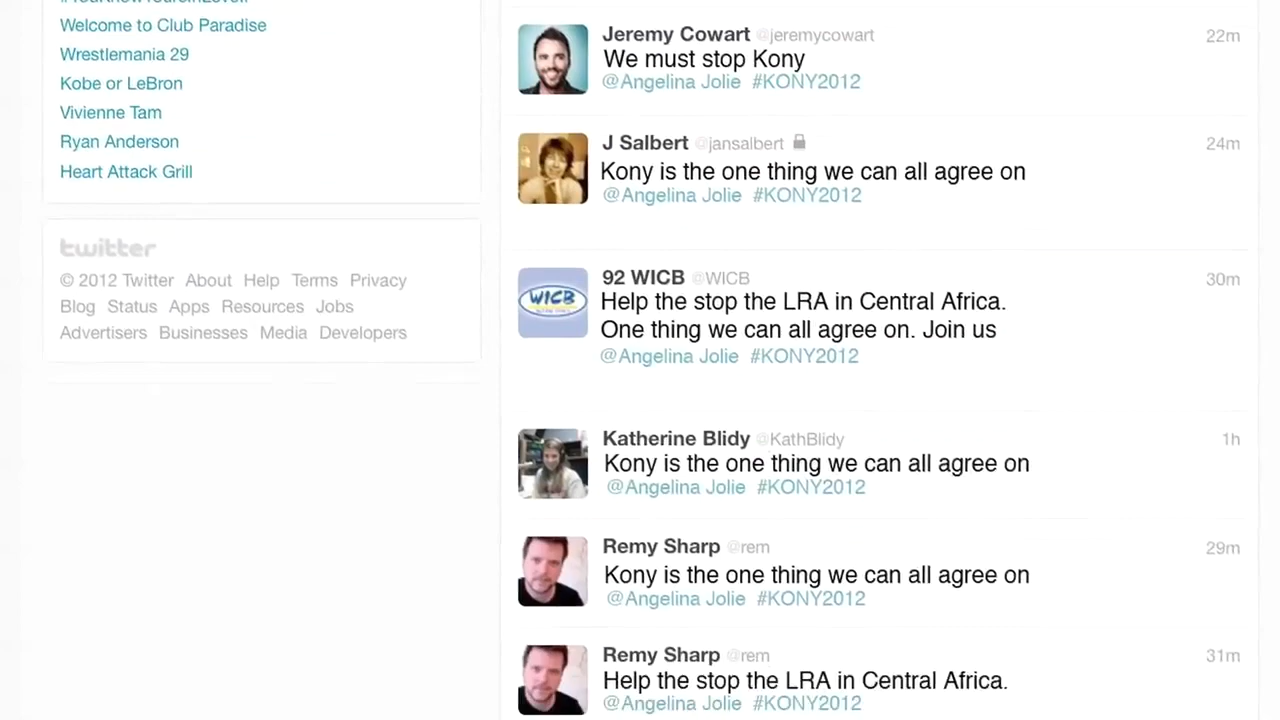 Welcome to Club Paradise
Wrestlemania 29
Kobe or LeBron
Vivienne Tam
Ryan Anderson
Heart Attack Grill
twitter
© 2012 Twitter About Help Terms Privacy
Blog Status Apps Resources Jobs
Advertisers Businesses Media Developers
Jeremy Cowart @jeremycowart 22m
We must stop Kony
@Angelina Jolie #KONY2012
J Salbert @jansalbert 24m
Kony is the one thing we can all agree on
@Angelina Jolie #KONY2012
WICB
92 WICB @WICB 30m
Help the stop the LRA in Central Africa.
One thing we can all agree on. Join us
@Angelina Jolie #KONY2012
Katherine Blidy @KathBlidy 1h
Kony is the one thing we can all agree on
@Angelina Jolie #KONY2012
Remy Sharp @rem 29m
Kony is the one thing we can all agree on
@Angelina Jolie #KONY2012
Remy Sharp @rem 31m
Help the stop the LRA in Central Africa.
@Angelina Jolie #KONY2012